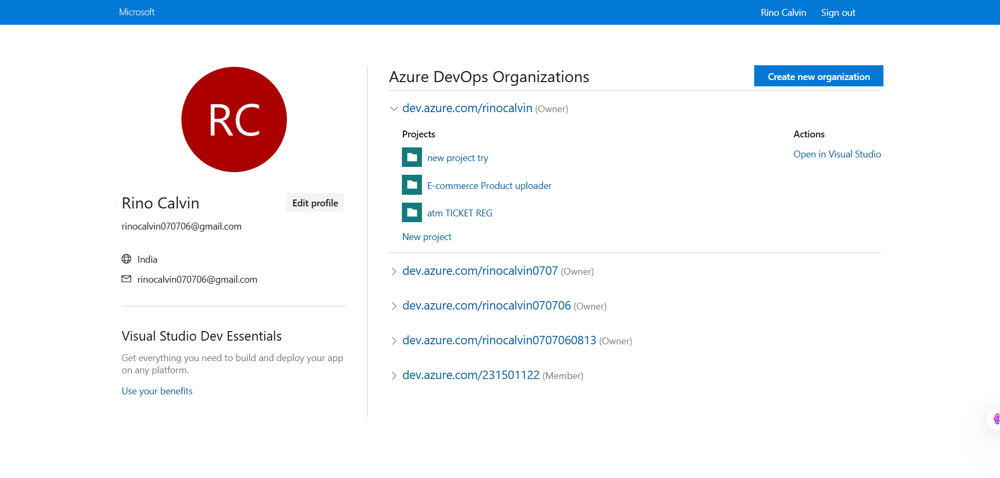 Microsoft
Rino Calvin Sign out
RC
Rino Calvin
Edit profile
rinocalvin070706@gmail.com
India
rinocalvin070706@gmail.com
Visual Studio Dev Essentials
Get everything you need to build and deploy your app
on any platform.
Use your benefits
Azure DevOps Organizations
Create new organization
dev.azure.com/rinocalvin (Owner)
Projects
Actions
new project try
Open in Visual Studio
E-commerce Product uploader
atm TICKET REG
New project
dev.azure.com/rinocalvin0707 (Owner)
dev.azure.com/rinocalvin070706 (Owner)
dev.azure.com/rinocalvin0707060813 (Owner)
dev.azure.com/231501122 (Member)